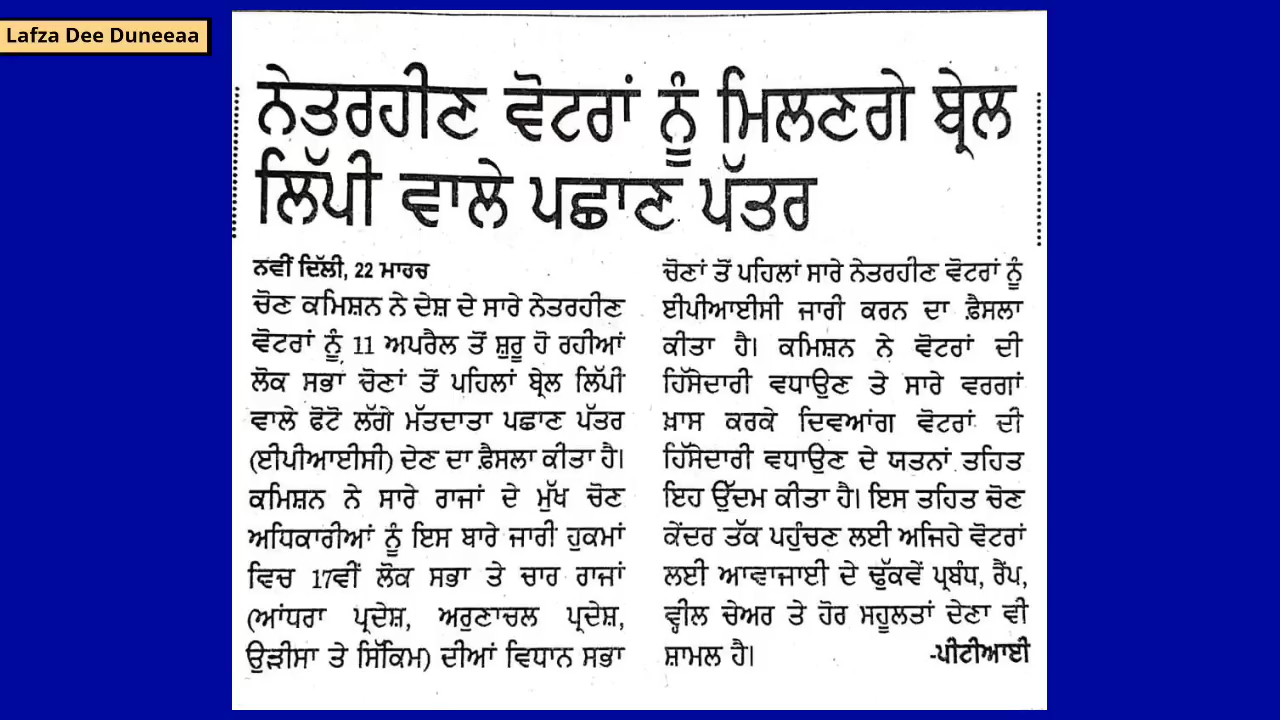 Lafza Dee Duneeaa
ਨੇਤਰਹੀਣ ਵੋਟਰਾਂ ਨੂੰ ਮਿਲਣਗੇ ਬ੍ਰੇਲ
ਲਿੱਪੀ ਵਾਲੇ ਪਛਾਣ ਪੱਤਰ
ਨਵੀਂ ਦਿੱਲੀ, 22 ਮਾਰਚ
ਚੋਣ ਕਮਿਸ਼ਨ ਨੇ ਦੇਸ਼ ਦੇ ਸਾਰੇ ਨੇਤਰਹੀਣ
ਵੋਟਰਾਂ ਨੂੰ 11 ਅਪਰੈਲ ਤੋਂ ਸ਼ੁਰੂ ਹੋ ਰਹੀਆਂ
ਲੋਕ ਸਭਾ ਚੋਣਾਂ ਤੋਂ ਪਹਿਲਾਂ ਬ੍ਰੇਲ ਲਿੱਪੀ
ਵਾਲੇ ਫੋਟੋ ਲੱਗੇ ਮੱਤਦਾਤਾ ਪਛਾਣ ਪੱਤਰ
(ਈਪੀਆਈਸੀ) ਦੇਣ ਦਾ ਫ਼ੈਸਲਾ ਕੀਤਾ ਹੈ।
ਕਮਿਸ਼ਨ ਨੇ ਸਾਰੇ ਰਾਜਾਂ ਦੇ ਮੁੱਖ ਚੋਣ
ਅਧਿਕਾਰੀਆਂ ਨੂੰ ਇਸ ਬਾਰੇ ਜਾਰੀ ਹੁਕਮਾਂ
ਵਿਚ 17ਵੀਂ ਲੋਕ ਸਭਾ ਤੇ ਚਾਰ ਰਾਜਾਂ
(ਆਂਧਰਾ ਪ੍ਰਦੇਸ਼, ਅਰੁਣਾਚਲ ਪ੍ਰਦੇਸ਼,
ਉੜੀਸਾ ਤੇ ਸਿੱਕਿਮ) ਦੀਆਂ ਵਿਧਾਨ ਸਭਾ
ਚੋਣਾਂ ਤੋਂ ਪਹਿਲਾਂ ਸਾਰੇ ਨੇਤਰਹੀਣ ਵੋਟਰਾਂ ਨੂੰ
ਈਪੀਆਈਸੀ ਜਾਰੀ ਕਰਨ ਦਾ ਫ਼ੈਸਲਾ
ਕੀਤਾ ਹੈ। ਕਮਿਸ਼ਨ ਨੇ ਵੋਟਰਾਂ ਦੀ
ਹਿੱਸੇਦਾਰੀ ਵਧਾਉਣ ਤੇ ਸਾਰੇ ਵਰਗਾਂ
ਖ਼ਾਸ ਕਰਕੇ ਦਿਵਆਂਗ ਵੋਟਰਾਂ ਦੀ
ਹਿੱਸੇਦਾਰੀ ਵਧਾਉਣ ਦੇ ਯਤਨਾਂ ਤਹਿਤ
ਇਹ ਉੱਦਮ ਕੀਤਾ ਹੈ। ਇਸ ਤਹਿਤ ਚੋਣ
ਕੇਂਦਰ ਤੱਕ ਪਹੁੰਚਣ ਲਈ ਅਜਿਹੇ ਵੋਟਰਾਂ
ਲਈ ਆਵਾਜਾਈ ਦੇ ਢੁੱਕਵੇਂ ਪ੍ਰਬੰਧ, ਰੈਂਪ,
ਵ੍ਹੀਲ ਚੇਅਰ ਤੇ ਹੋਰ ਸਹੂਲਤਾਂ ਦੇਣਾ ਵੀ
ਸ਼ਾਮਲ ਹੈ। -ਪੀਟੀਆਈ